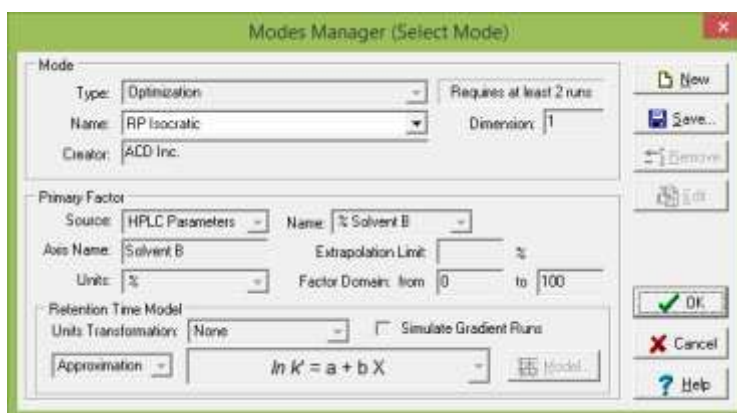 Modes Manager (Select Mode)
Mode
Type: Optimization Requires at least 2 runs
Name: RP Isocratic Dimension: 1
Creator: ACD Inc.
Primary Factor
Source: HPLC Parameters Name: % Solvent B
Axis Name: Solvent B Extrapolation Limit: %
Units: % Factor Domain: from 0 to 100
Retention Time Model
Units Transformation: None Simulate Gradient Runs
Approximation ln k' = a + b X Model...
New
Save...
Remove
Edit
OK
Cancel
Help